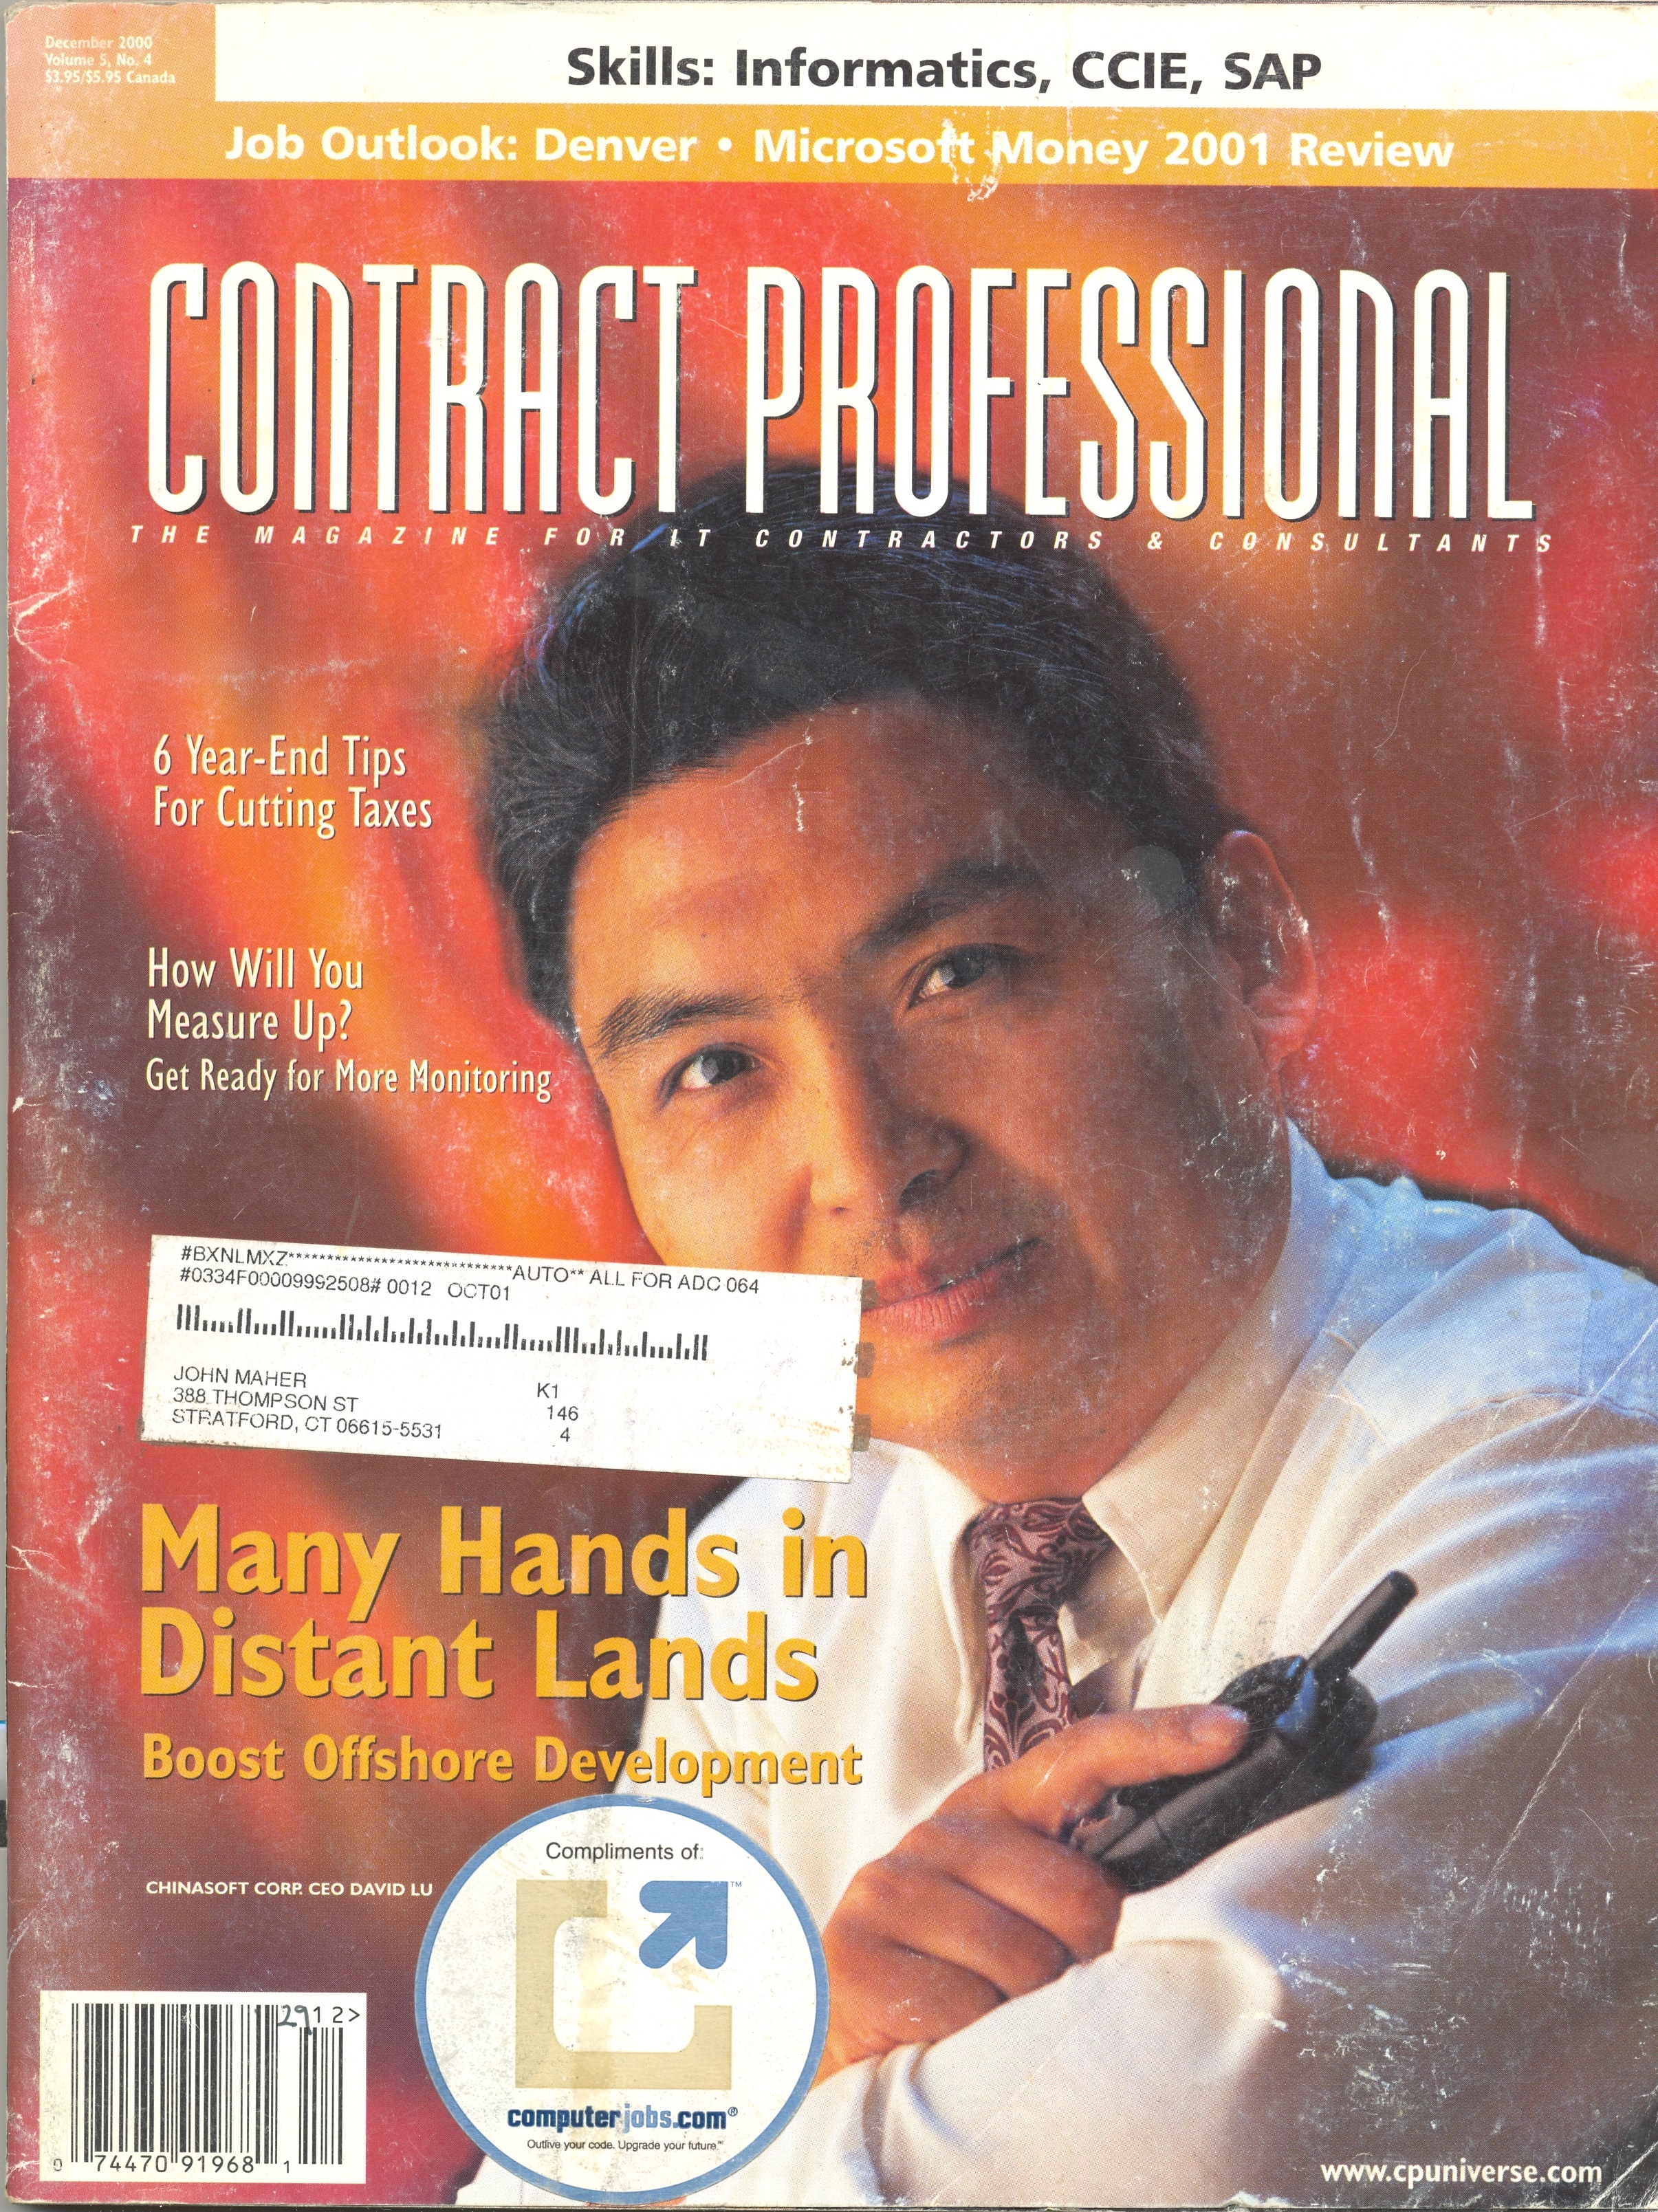 December 2000
Volume 5, No. 4
$3.95/$5.95 Canada
Skills: Informatics, CCIE, SAP
Job Outlook: Denver • Microsoft Money 2001 Review
CONTRACT PROFESSIONAL
THE MAGAZINE FOR IT CONTRACTORS & CONSULTANTS
6 Year-End Tips
For Cutting Taxes
How Will You
Measure Up?
Get Ready for More Monitoring
#BXNLMXZ*****************************AUTO** ALL FOR ADC 064
#0334F00009992508# 0012 OCT01
JOHN MAHER K1
388 THOMPSON ST 146
STRATFORD, CT 06615-5531 4
Many Hands in
Distant Lands
Boost Offshore Development
CHINASOFT CORP. CEO DAVID LU
Compliments of:
TM
computerjobs.com®
Outlive your code. Upgrade your future.™
29
12>
0 74470 91968 1
www.cpuniverse.com